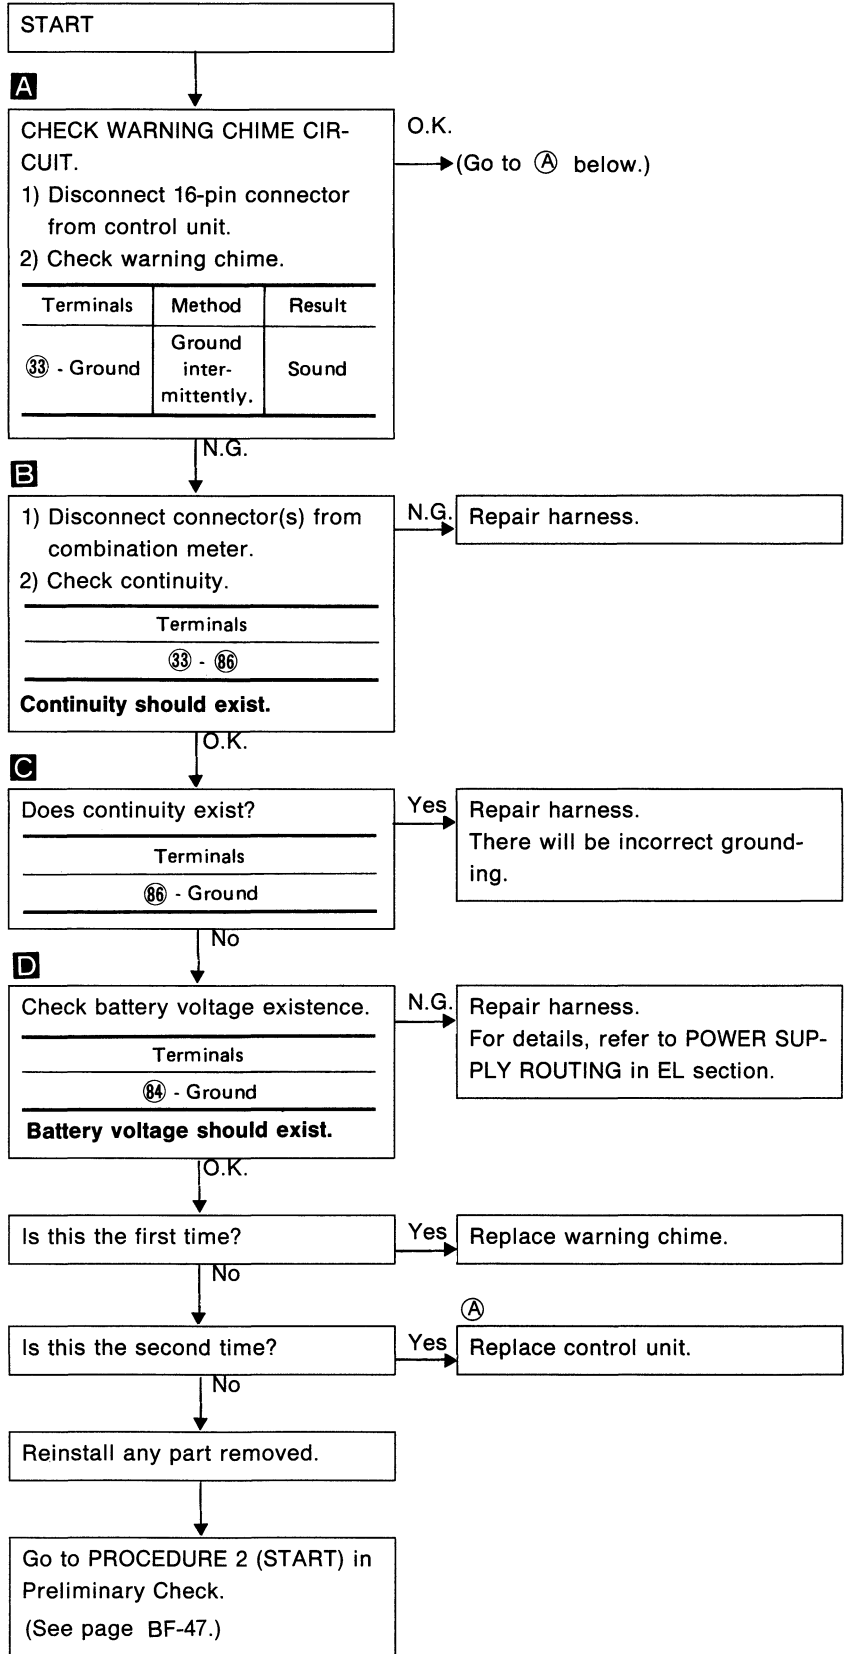 START
A
CHECK WARNING CHIME CIR-
CUIT.
1) Disconnect 16-pin connector
from control unit.
2) Check warning chime.
Terminals Method Result
㉝ - Ground Ground
inter-
mittently. Sound
O.K.
(Go to Ⓐ below.)
N.G.
B
1) Disconnect connector(s) from
combination meter.
2) Check continuity.
Terminals
㉝ - (86)
Continuity should exist.
N.G.
Repair harness.
O.K.
C
Does continuity exist?
Terminals
(86) - Ground
Yes
Repair harness.
There will be incorrect ground-
ing.
No
D
Check battery voltage existence.
Terminals
(84) - Ground
Battery voltage should exist.
N.G.
Repair harness.
For details, refer to POWER SUP-
PLY ROUTING in EL section.
O.K.
Is this the first time?
Yes
Replace warning chime.
No
Is this the second time?
Yes
Ⓐ
Replace control unit.
No
Reinstall any part removed.
Go to PROCEDURE 2 (START) in
Preliminary Check.
(See page BF-47.)